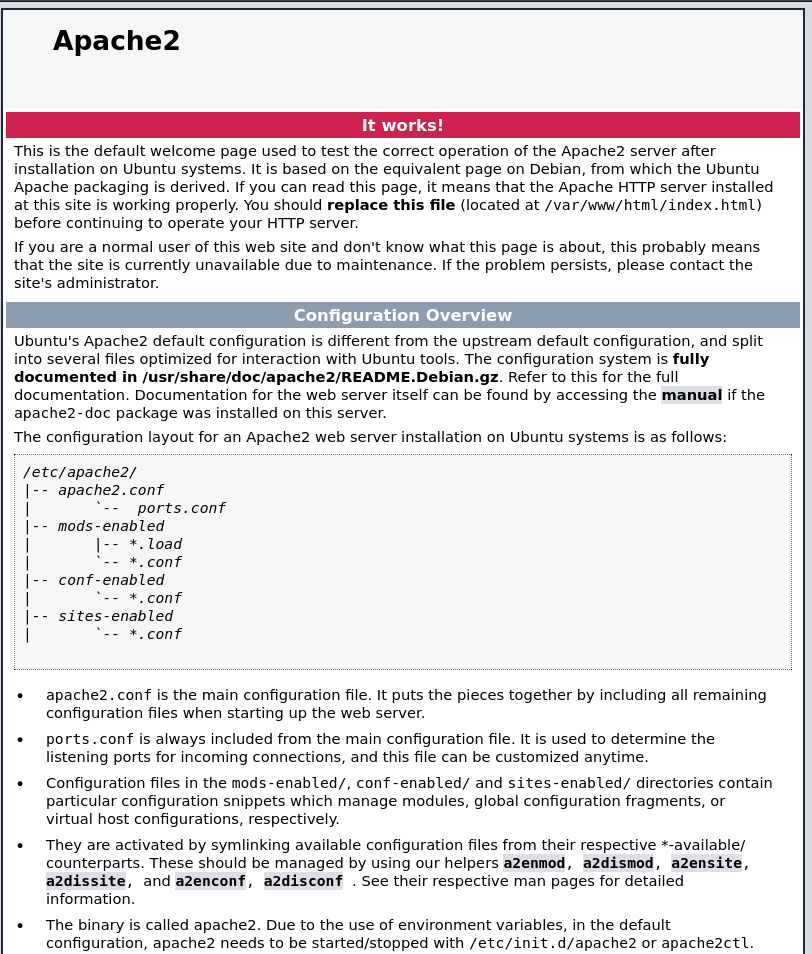 Apache2
It works!
This is the default welcome page used to test the correct operation of the Apache2 server after
installation on Ubuntu systems. It is based on the equivalent page on Debian, from which the Ubuntu
Apache packaging is derived. If you can read this page, it means that the Apache HTTP server installed
at this site is working properly. You should replace this file (located at /var/www/html/index.html)
before continuing to operate your HTTP server.
If you are a normal user of this web site and don't know what this page is about, this probably means
that the site is currently unavailable due to maintenance. If the problem persists, please contact the
site's administrator.
Configuration Overview
Ubuntu's Apache2 default configuration is different from the upstream default configuration, and split
into several files optimized for interaction with Ubuntu tools. The configuration system is fully
documented in /usr/share/doc/apache2/README.Debian.gz. Refer to this for the full
documentation. Documentation for the web server itself can be found by accessing the manual if the
apache2-doc package was installed on this server.
The configuration layout for an Apache2 web server installation on Ubuntu systems is as follows:
/etc/apache2/
|-- apache2.conf
|       `--  ports.conf
|-- mods-enabled
|       |-- *.load
|       `-- *.conf
|-- conf-enabled
|       `-- *.conf
|-- sites-enabled
|       `-- *.conf
• apache2.conf is the main configuration file. It puts the pieces together by including all remaining
configuration files when starting up the web server.
• ports.conf is always included from the main configuration file. It is used to determine the
listening ports for incoming connections, and this file can be customized anytime.
• Configuration files in the mods-enabled/, conf-enabled/ and sites-enabled/ directories contain
particular configuration snippets which manage modules, global configuration fragments, or
virtual host configurations, respectively.
• They are activated by symlinking available configuration files from their respective *-available/
counterparts. These should be managed by using our helpers a2enmod, a2dismod, a2ensite,
a2dissite, and a2enconf, a2disconf . See their respective man pages for detailed
information.
• The binary is called apache2. Due to the use of environment variables, in the default
configuration, apache2 needs to be started/stopped with /etc/init.d/apache2 or apache2ctl.